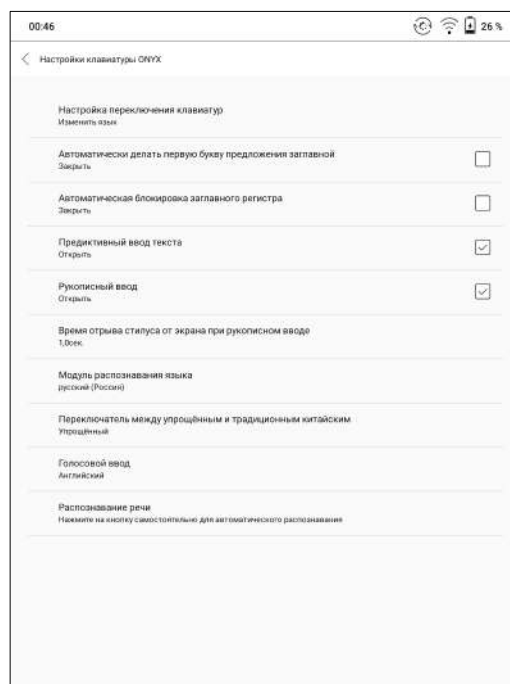 00:46
26 %
Настройки клавиатуры ONYX
Настройка переключения клавиатур
Изменить язык
Автоматически делать первую букву предложения заглавной
Закрыть
Автоматическая блокировка заглавного регистра
Закрыть
Предиктивный ввод текста
Открыть
Рукописный ввод
Открыть
Время отрыва стилуса от экрана при рукописном вводе
1,0сек.
Модуль распознавания языка
русский (Россия)
Переключатель между упрощённым и традиционным китайским
Упрощённый
Голосовой ввод
Английский
Распознавание речи
Нажмите на кнопку самостоятельно для автоматического распознавания